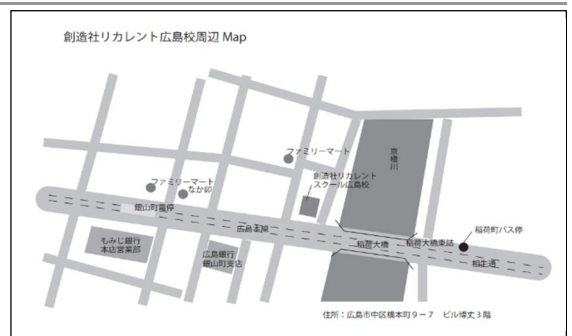 創造社リカレント広島校周辺 Map
ファミリーマート
京橋川
創造社リカレント
スクール広島校
ファミリーマート
なか卯
銀山町電停
広島本線
稲荷大橋
稲荷大橋東詰
稲荷町バス停
もみじ銀行
本店営業部
広島銀行
銀山町支店
相生通
住所：広島市中区橋本町9－7　ビル博丈3階